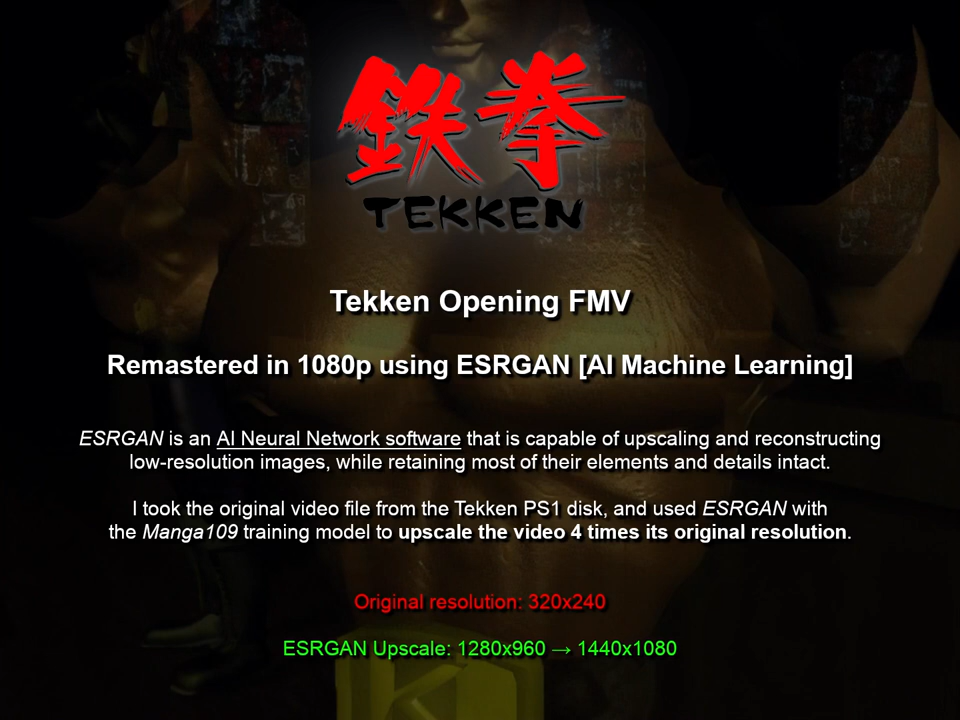 鉄拳
TEKKEN
Tekken Opening FMV
Remastered in 1080p using ESRGAN [AI Machine Learning]
ESRGAN is an AI Neural Network software that is capable of upscaling and reconstructing
low-resolution images, while retaining most of their elements and details intact.
I took the original video file from the Tekken PS1 disk, and used ESRGAN with
the Manga109 training model to upscale the video 4 times its original resolution.
Original resolution: 320x240
ESRGAN Upscale: 1280x960 → 1440x1080